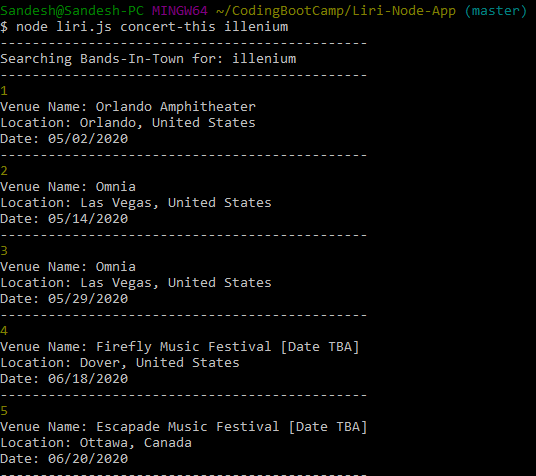 Sandesh@Sandesh-PC MINGW64 ~/CodingBootCamp/Liri-Node-App (master)
$ node liri.js concert-this illenium
----------------------------------------------
Searching Bands-In-Town for: illenium
----------------------------------------------
1
Venue Name: Orlando Amphitheater
Location: Orlando, United States
Date: 05/02/2020
----------------------------------------------
2
Venue Name: Omnia
Location: Las Vegas, United States
Date: 05/14/2020
----------------------------------------------
3
Venue Name: Omnia
Location: Las Vegas, United States
Date: 05/29/2020
----------------------------------------------
4
Venue Name: Firefly Music Festival [Date TBA]
Location: Dover, United States
Date: 06/18/2020
----------------------------------------------
5
Venue Name: Escapade Music Festival [Date TBA]
Location: Ottawa, Canada
Date: 06/20/2020
----------------------------------------------